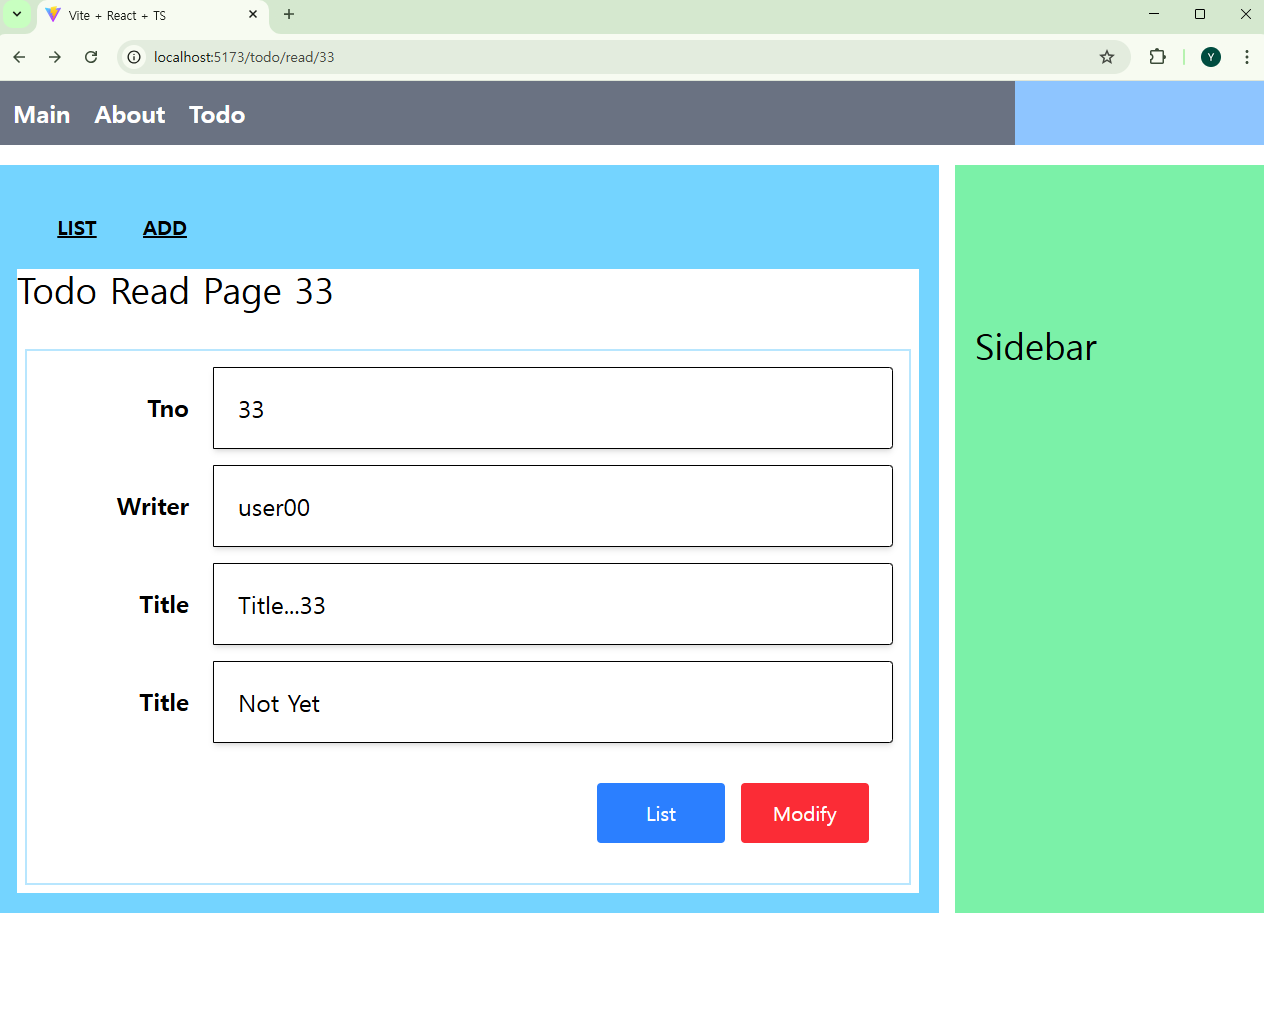 Vite + React + TS
localhost:5173/todo/read/33
Y
Main About Todo
LIST ADD
Todo Read Page 33
Sidebar
Tno 33
Writer user00
Title Title...33
Title Not Yet
List Modify